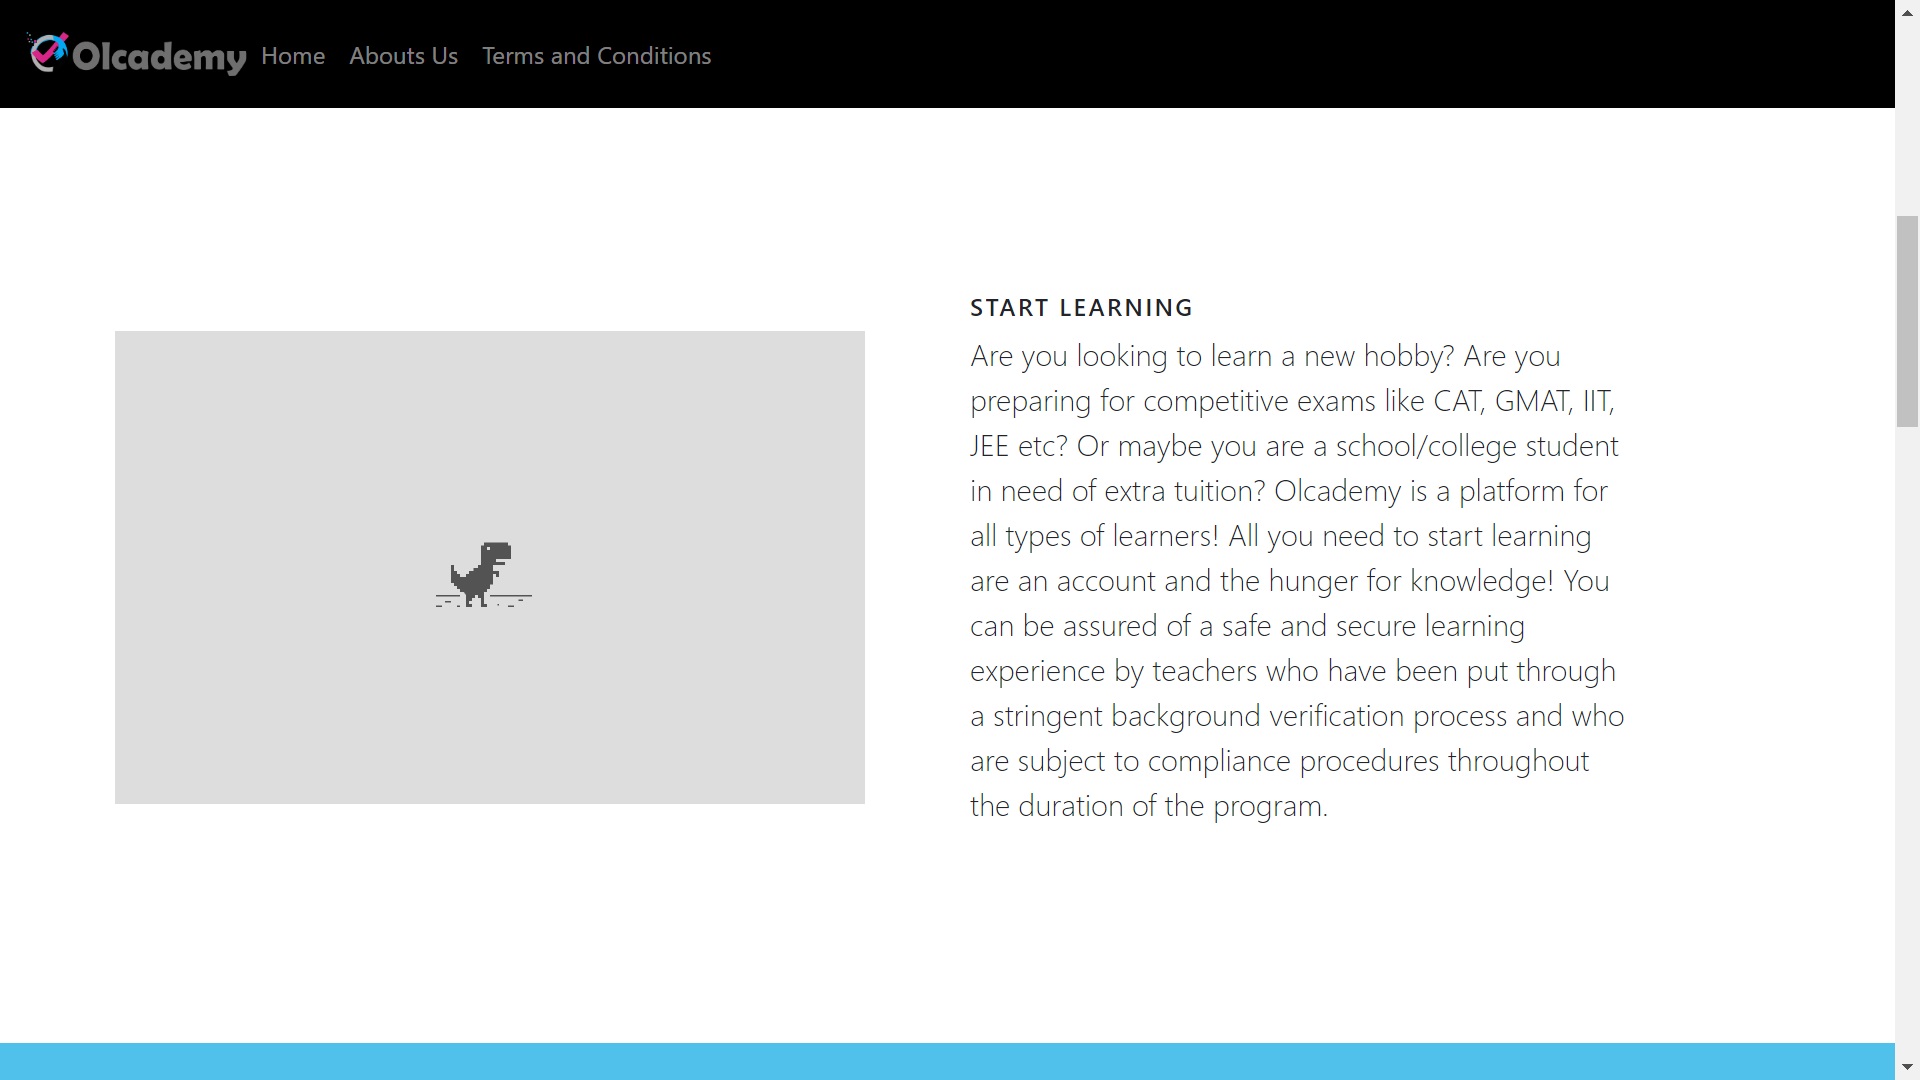 Olcademy Home Abouts Us Terms and Conditions
START LEARNING
Are you looking to learn a new hobby? Are you
preparing for competitive exams like CAT, GMAT, IIT,
JEE etc? Or maybe you are a school/college student
in need of extra tuition? Olcademy is a platform for
all types of learners! All you need to start learning
are an account and the hunger for knowledge! You
can be assured of a safe and secure learning
experience by teachers who have been put through
a stringent background verification process and who
are subject to compliance procedures throughout
the duration of the program.